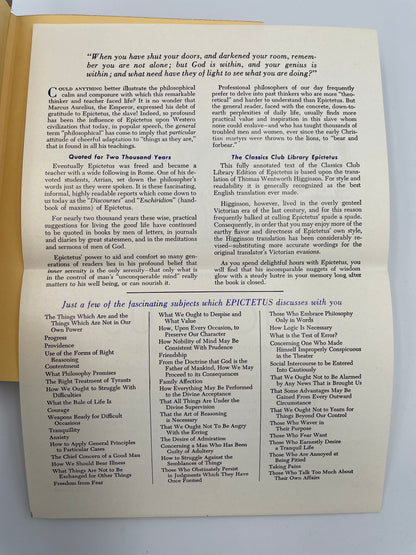 "When you have shut your doors, and darkened your room, remem-
ber you are not alone; but God is within, and your genius is
within; and what need have they of light to see what you are doing?"
COULD ANYTHING better illustrate the philosophical
calm and composure with which this remarkable
thinker and teacher faced life? It is no wonder that
Marcus Aurelius, the Emperor, expressed his debt of
gratitude to Epictetus, the slave! Indeed, so profound
has been the influence of Epictetus upon Western
civilization that today, in popular speech, the general
term "philosophical" has come to imply that particular
attitude of cheerful adjustment to "things as they are,"
that is found in all his teachings.
Quoted for Two Thousand Years
Eventually Epictetus was freed and became a
teacher with a wide following in Rome. One of his de-
voted students, Arrian, set down the philosopher's
words just as they were spoken. It is these fascinating,
informal, highly readable reports which come down to
us today as the "Discourses" and "Enchiridion" (hand-
book of maxims) of Epictetus.
For nearly two thousand years these wise, practical
suggestions for living the good life have continued
to be quoted in books by men of letters, in journals
and diaries by great statesmen, and in the meditations
and sermons of men of God.
Epictetus' power to aid and comfort so many gen-
erations of readers lies in his profound belief that
inner serenity is the only serenity—that only what is
in the control of man's "unconquerable mind" really
matters to his well being, or can nourish it.
Professional philosophers of our day frequently
prefer to delve into past thinkers who are more "theo-
retical" and harder to understand than Epictetus. But
the general reader, faced with the concrete, down-to-
earth perplexities of daily life, usually finds more
practical value and inspiration in this slave whom
none could enslave—and who has taught thousands of
troubled men and women, ever since the early Chris-
tian martyrs were thrown to the lions, to "bear and
forbear."
The Classics Club Library Epictetus
This fully annotated text of the Classics Club
Library Edition of Epictetus is based upon the trans-
lation of Thomas Wentworth Higginson. For style and
readability it is generally recognized as the best
English translation ever made.
Higginson, however, lived in the overly genteel
Victorian era of the last century, and for this reason
frequently balked at calling Epictetus' spade a spade.
Consequently, in order that you may enjoy more of the
earthy flavor and directness of Epictetus' own style,
the Higginson translation has been considerably re-
vised—substituting more accurate wordings for the
original translator's Victorian evasions.
As you spend delightful hours with Epictetus, you
will find that his incomparable nuggets of wisdom
glow with a steady lustre in your memory long after
the book is closed.
Just a few of the fascinating subjects which EPICTETUS discusses with you
The Things Which Are and the
Things Which Are Not in Our
Own Power
Progress
Providence
Use of the Forms of Right
Reasoning
Contentment
What Philosophy Promises
The Right Treatment of Tyrants
How We Ought to Struggle With
Difficulties
What the Rule of Life Is
Courage
Weapons Ready for Difficult
Occasions
Tranquillity
Anxiety
How to Apply General Principles
to Particular Cases
The Chief Concern of a Good Man
How We Should Bear Illness
What Things Are Not to Be
Exchanged for Other Things
Freedom from Fear
What We Ought to Despise and
What Value
How, Upon Every Occasion, to
Preserve Our Character
How Nobility of Mind May be
Consistent With Prudence
Friendship
From the Doctrine that God is the
Father of Mankind, How We May
Proceed to its Consequences
Family Affection
How Everything May be Performed
to the Divine Acceptance
That All Things Are Under the
Divine Supervision
That the Art of Reasoning
is Necessary
That We Ought Not To Be Angry
With the Erring
The Desire of Admiration
Concerning a Man Who Has Been
Guilty of Adultery
How to Struggle Against the
Semblances of Things
Those Who Obstinately Persist
in Judgments Which They Have
Once Formed
Those Who Embrace Philosophy
Only in Words
How Logic Is Necessary
What is the Test of Error?
Concerning One Who Made
Himself Improperly Conspicuous
in the Theater
Social Intercourse to be Entered
Into Cautiously
That We Ought Not to Be Alarmed
by Any News That is Brought Us
That Some Advantages May Be
Gained From Every Outward
Circumstance
That We Ought Not to Yearn for
Things Beyond Our Control
Those Who Waver in
Their Purpose
Those Who Fear Want
Those Who Earnestly Desire
a Tranquil Life
Those Who Are Annoyed at
Being Pitied
Taking Pains
Those Who Talk Too Much About
Their Own Affairs